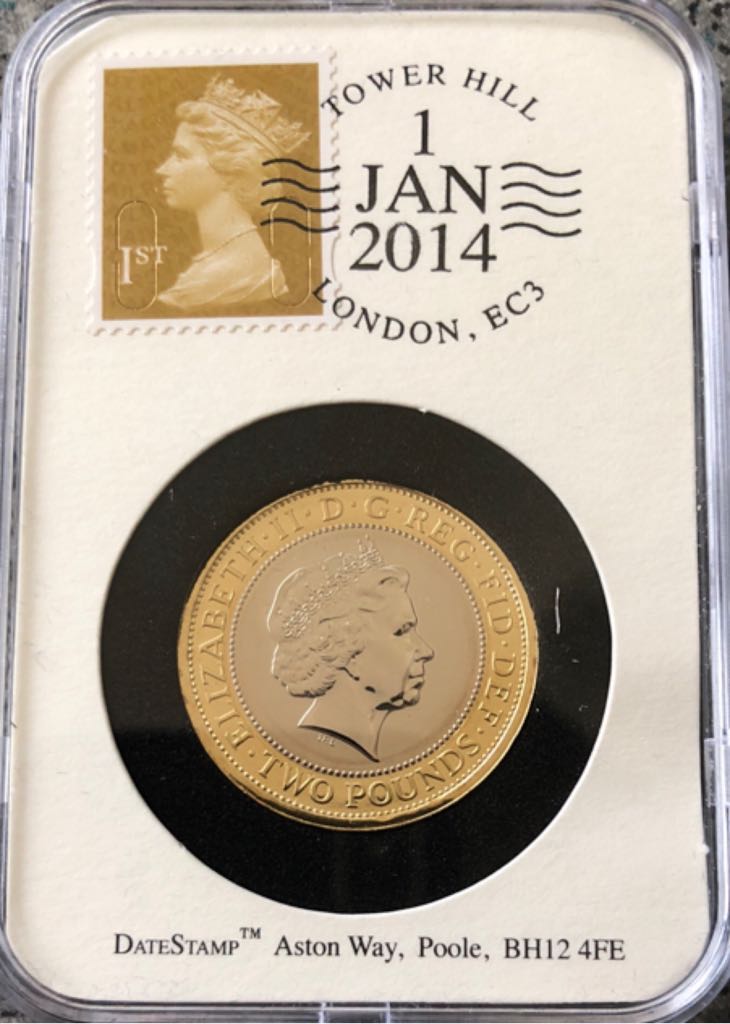 1ST
TOWER HILL
1
JAN
2014
LONDON, EC3
ELIZABETH·II·D·G·REG·FID·DEF·
TWO POUNDS
DATESTAMP™ Aston Way, Poole, BH12 4FE